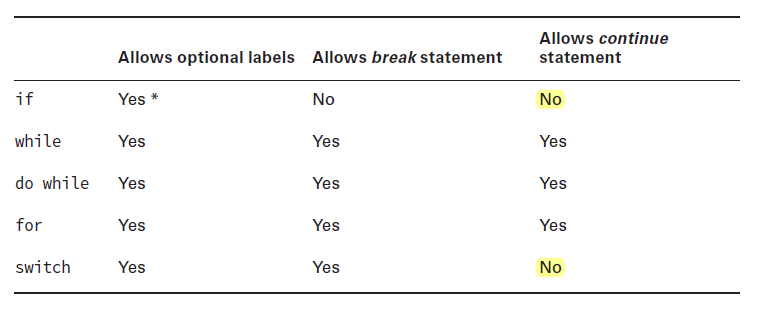 Allows optional labels Allows break statement Allows continue statement
if Yes * No No
while Yes Yes Yes
do while Yes Yes Yes
for Yes Yes Yes
switch Yes Yes No